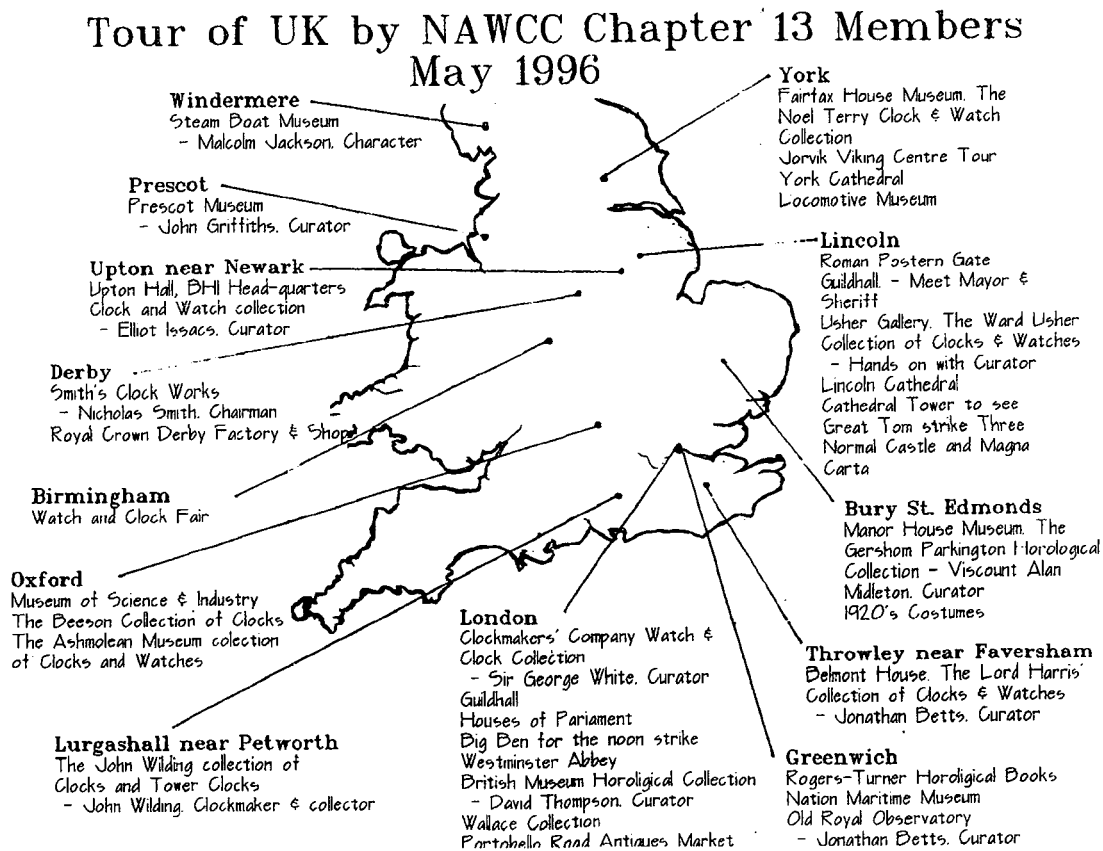 Tour of UK by NAWCC Chapter 13 Members
May 1996
Windermere
Steam Boat Museum
- Malcolm Jackson. Character
Prescot
Prescot Museum
- John Griffiths. Curator
Upton near Newark
Upton Hall, BHI Head-quarters
Clock and Watch collection
- Elliot Issacs. Curator
Derby
Smith's Clock Works
- Nicholas Smith. Chairman
Royal Crown Derby Factory & Shop
Birmingham
Watch and Clock Fair
Oxford
Museum of Science & Industry
The Beeson Collection of Clocks
The Ashmolean Museum colection
of Clocks and Watches
Lurgashall near Petworth
The John Wilding collection of
Clocks and Tower Clocks
- John Wilding. Clockmaker & collector
London
Clockmakers' Company Watch &
Clock Collection
- Sir George White. Curator
Guildhall
Houses of Pariament
Big Ben for the noon strike
Westminster Abbey
British Museum Horoligical Collection
- David Thompson. Curator
Wallace Collection
Portobello Road Antiques Market
York
Fairfax House Museum. The
Noel Terry Clock & Watch
Collection
Jorvik Viking Centre Tour
York Cathedral
Locomotive Museum
Lincoln
Roman Postern Gate
Guildhall. - Meet Mayor &
Sheriff
Usher Gallery. The Ward Usher
Collection of Clocks & Watches
- Hands on with Curator
Lincoln Cathedral
Cathedral Tower to see
Great Tom strike Three
Normal Castle and Magna
Carta
Bury St. Edmonds
Manor House Museum. The
Gershom Parkington Horological
Collection - Viscount Alan
Midleton. Curator
1920's Costumes
Throwley near Faversham
Belmont House. The Lord Harris'
Collection of Clocks & Watches
- Jonathan Betts. Curator
Greenwich
Rogers-Turner Horoligical Books
Nation Maritime Museum
Old Royal Observatory
- Jonathan Betts. Curator